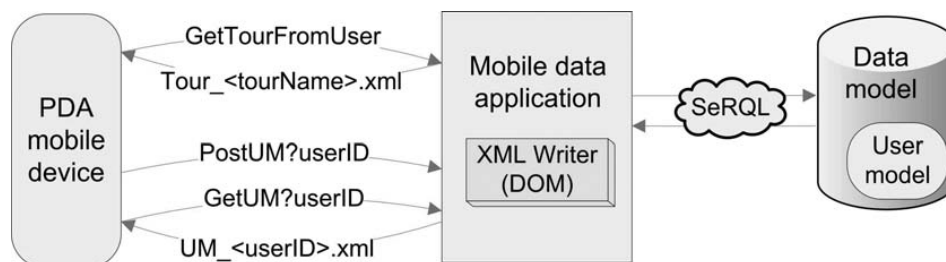 PDA
mobile
device
GetTourFromUser
Tour_<tourName>.xml
PostUM?userID
GetUM?userID
UM_<userID>.xml
Mobile data
application
XML Writer
(DOM)
SeRQL
Data
model
User
model